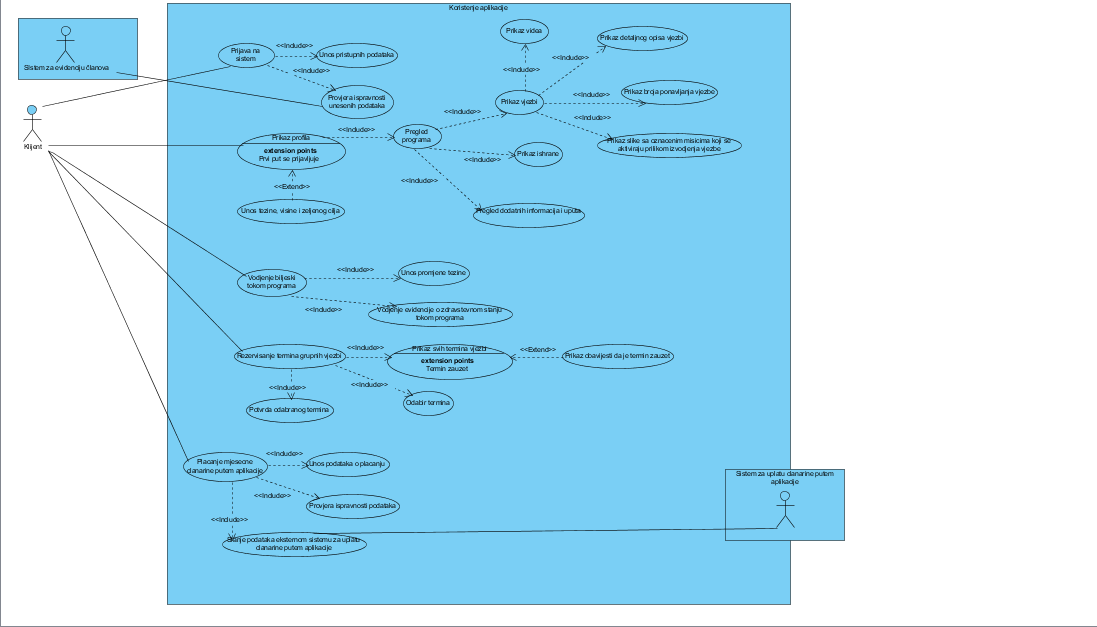 Koristenje aplikacije
Sistem za evidenciju članova
Klijent
Prijava na
sistem
<<Include>>
Unos pristupnih podataka
<<Include>>
Provjera ispravnosti
unesenih podataka
Prikaz profila
extension points
Prvi put se prijavljuje
<<Include>>
Pregled
programa
<<Extend>>
Unos tezine, visine i zeljenog cilja
<<Include>>
Prikaz vjezbi
<<Include>>
Prikaz videa
<<Include>>
Prikaz detaljnog opisa vjezbi
<<Include>>
Prikaz broja ponavljanja vjezbe
<<Include>>
Prikaz slike sa oznacenim misicima koji se
aktiviraju prilikom izvodjenja vjezbe
<<Include>>
Prikaz ishrane
<<Include>>
Pregled dodatnih informacija i uputa
Vodjenje biljeski
tokom programa
<<Include>>
Unos promjene tezine
<<Include>>
Vodjenje evidencije o zdravstevnom stanju
tokom programa
Rezervisanje termina grupnih vjezbi
<<Include>>
Prikaz svih termina vjezbi
extension points
Termin zauzet
<<Extend>>
Prikaz obavijesti da je termin zauzet
<<Include>>
Potvrda odabranog termina
<<Include>>
Odabir termina
Placanje mjesecne
clanarine putem aplikacije
<<Include>>
Unos podataka o placanju
<<Include>>
Provjera ispravnosti podataka
<<Include>>
Slanje podataka eksternom sistemu za uplatu
clanarine putem aplikacije
Sistem za uplatu clanarine putem
aplikacije